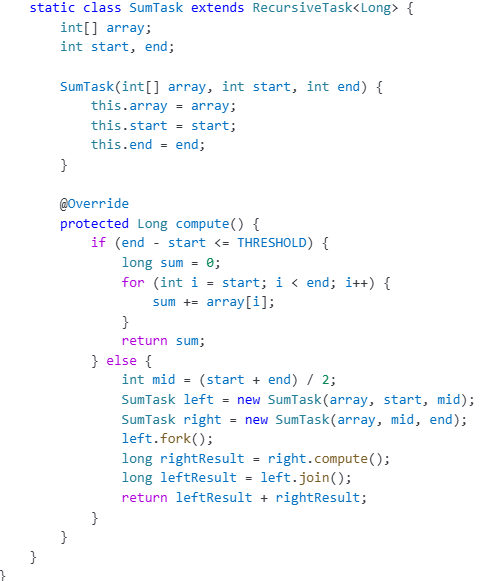 static class SumTask extends RecursiveTask<Long> {
int[] array;
int start, end;
SumTask(int[] array, int start, int end) {
this.array = array;
this.start = start;
this.end = end;
}
@Override
protected Long compute() {
if (end - start <= THRESHOLD) {
long sum = 0;
for (int i = start; i < end; i++) {
sum += array[i];
}
return sum;
} else {
int mid = (start + end) / 2;
SumTask left = new SumTask(array, start, mid);
SumTask right = new SumTask(array, mid, end);
left.fork();
long rightResult = right.compute();
long leftResult = left.join();
return leftResult + rightResult;
}
}
}
}